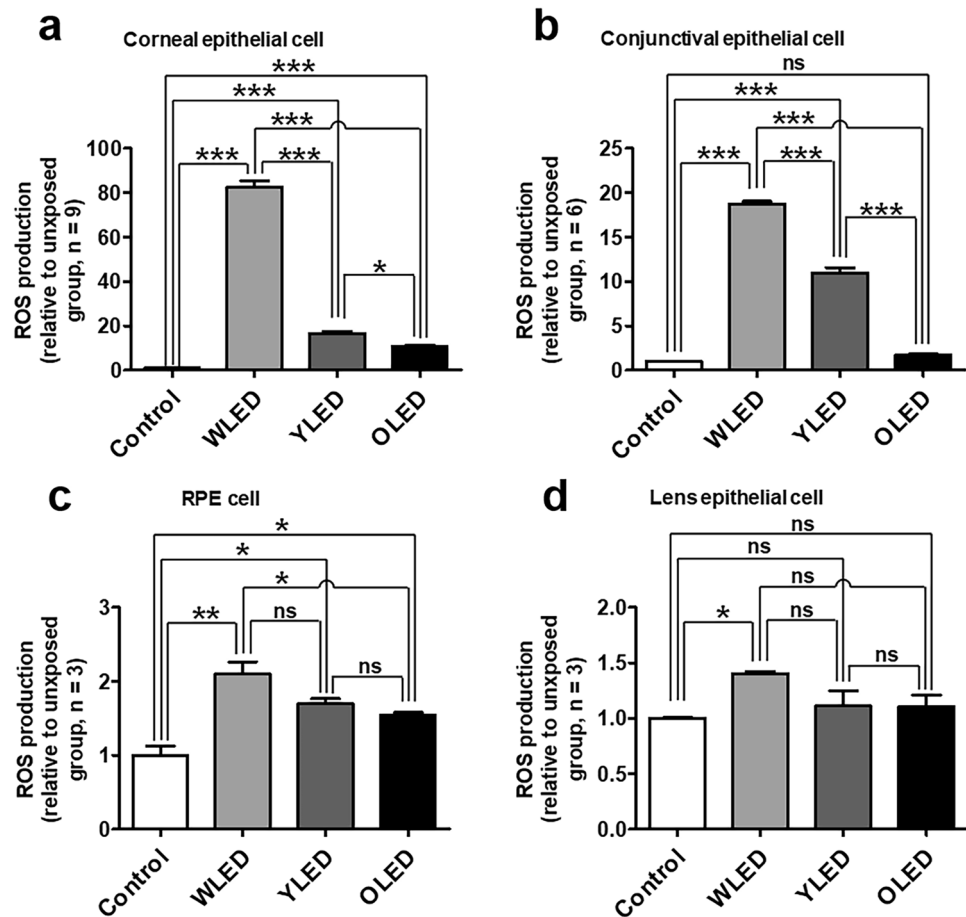 a
Corneal epithelial cell
***
***
***
***
***
*
ROS production
(relative to unxposed
group, n = 9)
100
80
60
40
20
0
Control
WLED
YLED
OLED
b
Conjunctival epithelial cell
ns
***
***
***
***
***
ROS production
(relative to unxposed
group, n = 6)
25
20
15
10
5
0
Control
WLED
YLED
OLED
c
RPE cell
*
*
*
**
ns
ns
ROS production
(relative to unxposed
group, n = 3)
3
2
1
0
Control
WLED
YLED
OLED
d
Lens epithelial cell
ns
ns
ns
*
ns
ns
ROS production
(relative to unxposed
group, n = 3)
2.0
1.5
1.0
0.5
0.0
Control
WLED
YLED
OLED